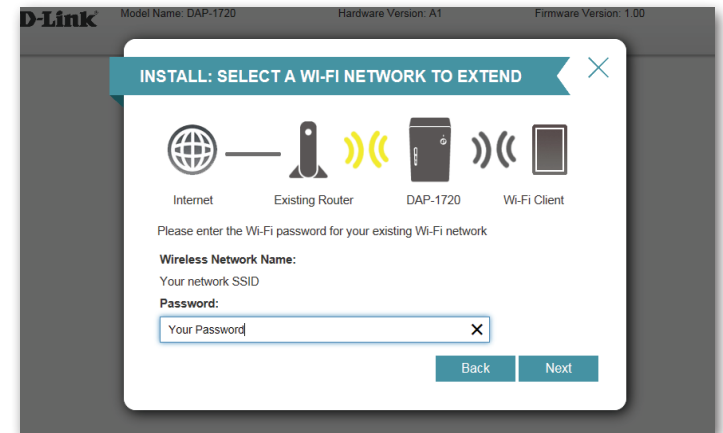 D-Link
Model Name: DAP-1720 Hardware Version: A1 Firmware Version: 1.00
INSTALL: SELECT A WI-FI NETWORK TO EXTEND
Internet Existing Router DAP-1720 Wi-Fi Client
Please enter the Wi-Fi password for your existing Wi-Fi network
Wireless Network Name:
Your network SSID
Password:
Your Password
Back Next